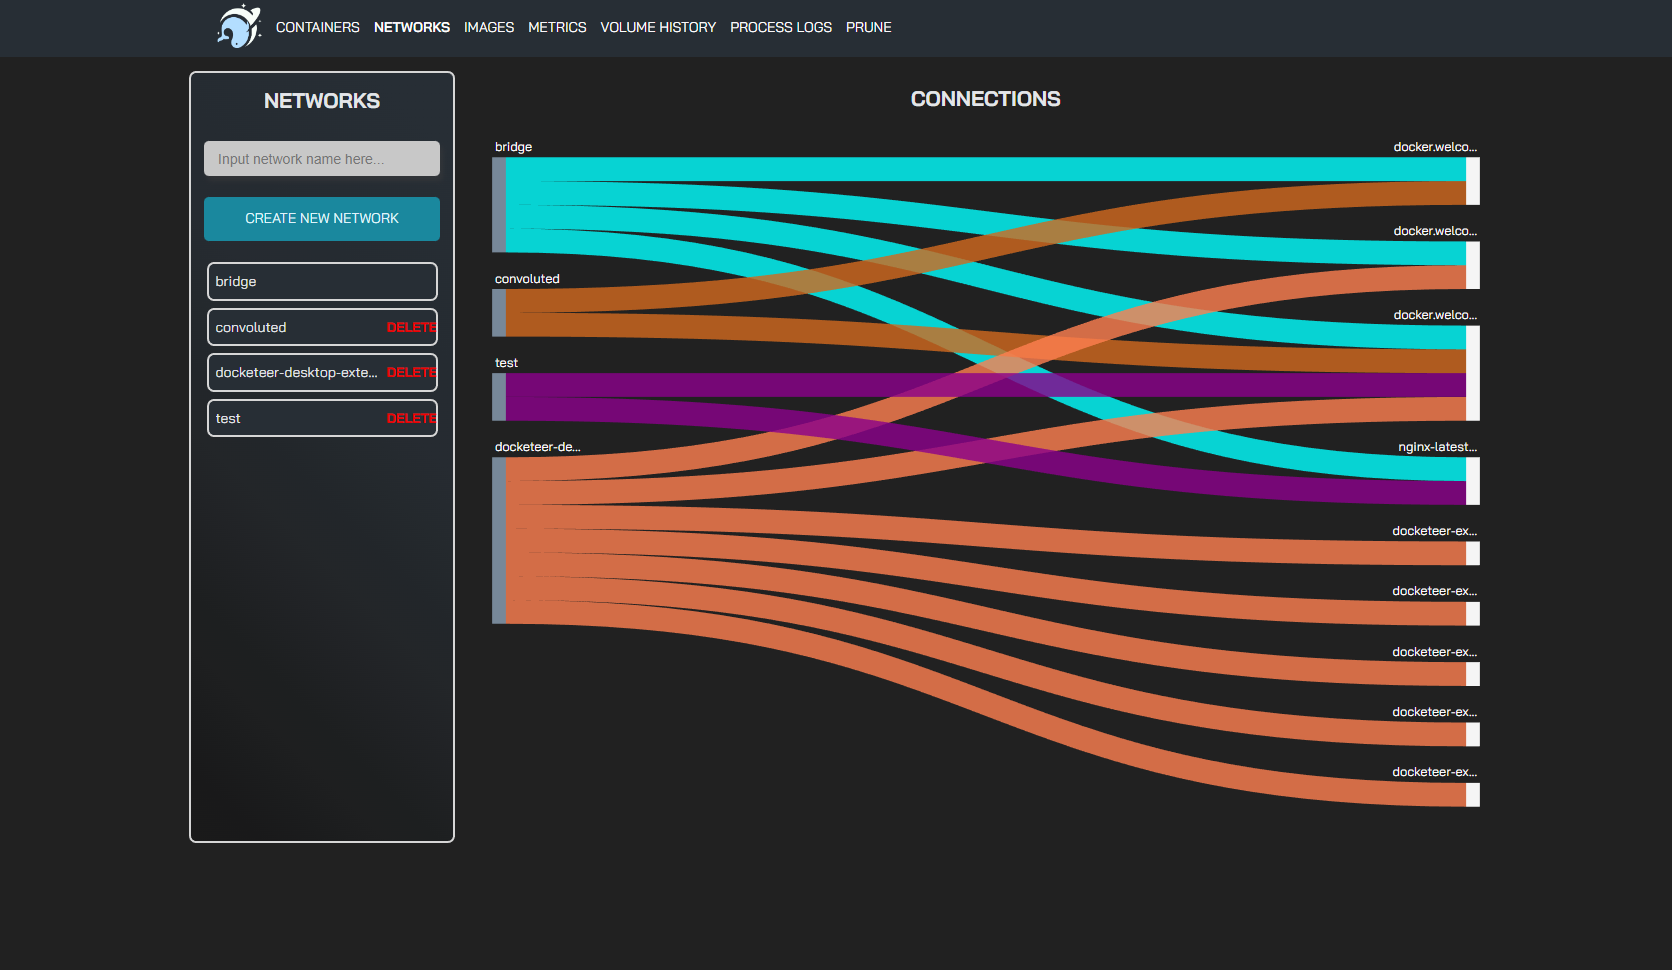 CONTAINERS NETWORKS IMAGES METRICS VOLUME HISTORY PROCESS LOGS PRUNE
NETWORKS
Input network name here...
CREATE NEW NETWORK
bridge
convoluted DELETE
docketeer-desktop-exte... DELETE
test DELETE
CONNECTIONS
bridge
convoluted
test
docketeer-de...
docker.welco...
docker.welco...
docker.welco...
nginx-latest...
docketeer-ex...
docketeer-ex...
docketeer-ex...
docketeer-ex...
docketeer-ex...